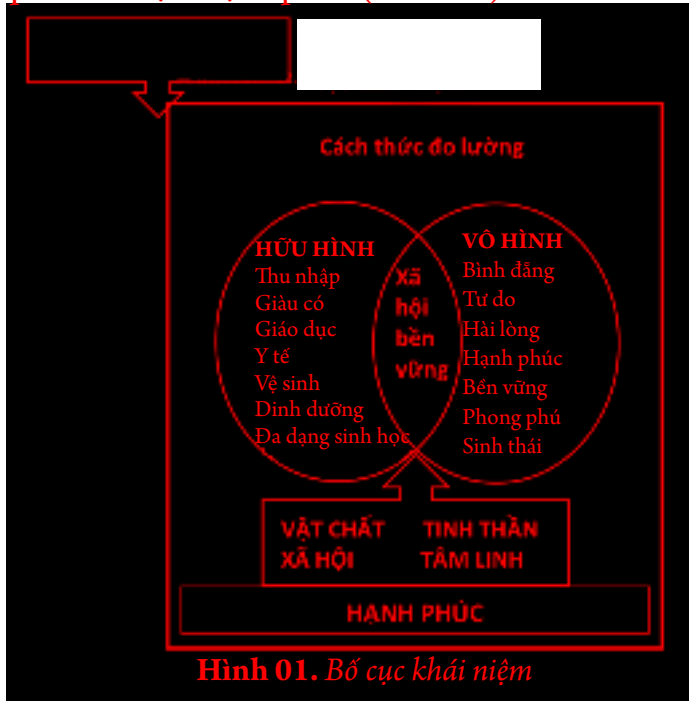 Cách thức đo lường
HỮU HÌNH
Thu nhập
Giàu có
Giáo dục
Y tế
Vệ sinh
Dinh dưỡng
Đa dạng sinh học
Xã
hội
bền
vững
VÔ HÌNH
Bình đẳng
Tư do
Hài lòng
Hạnh phúc
Bền vững
Phong phú
Sinh thái
VẬT CHẤT TINH THẦN
XÃ HỘI TÂM LINH
HẠNH PHÚC
Hình 01. Bố cục khái niệm